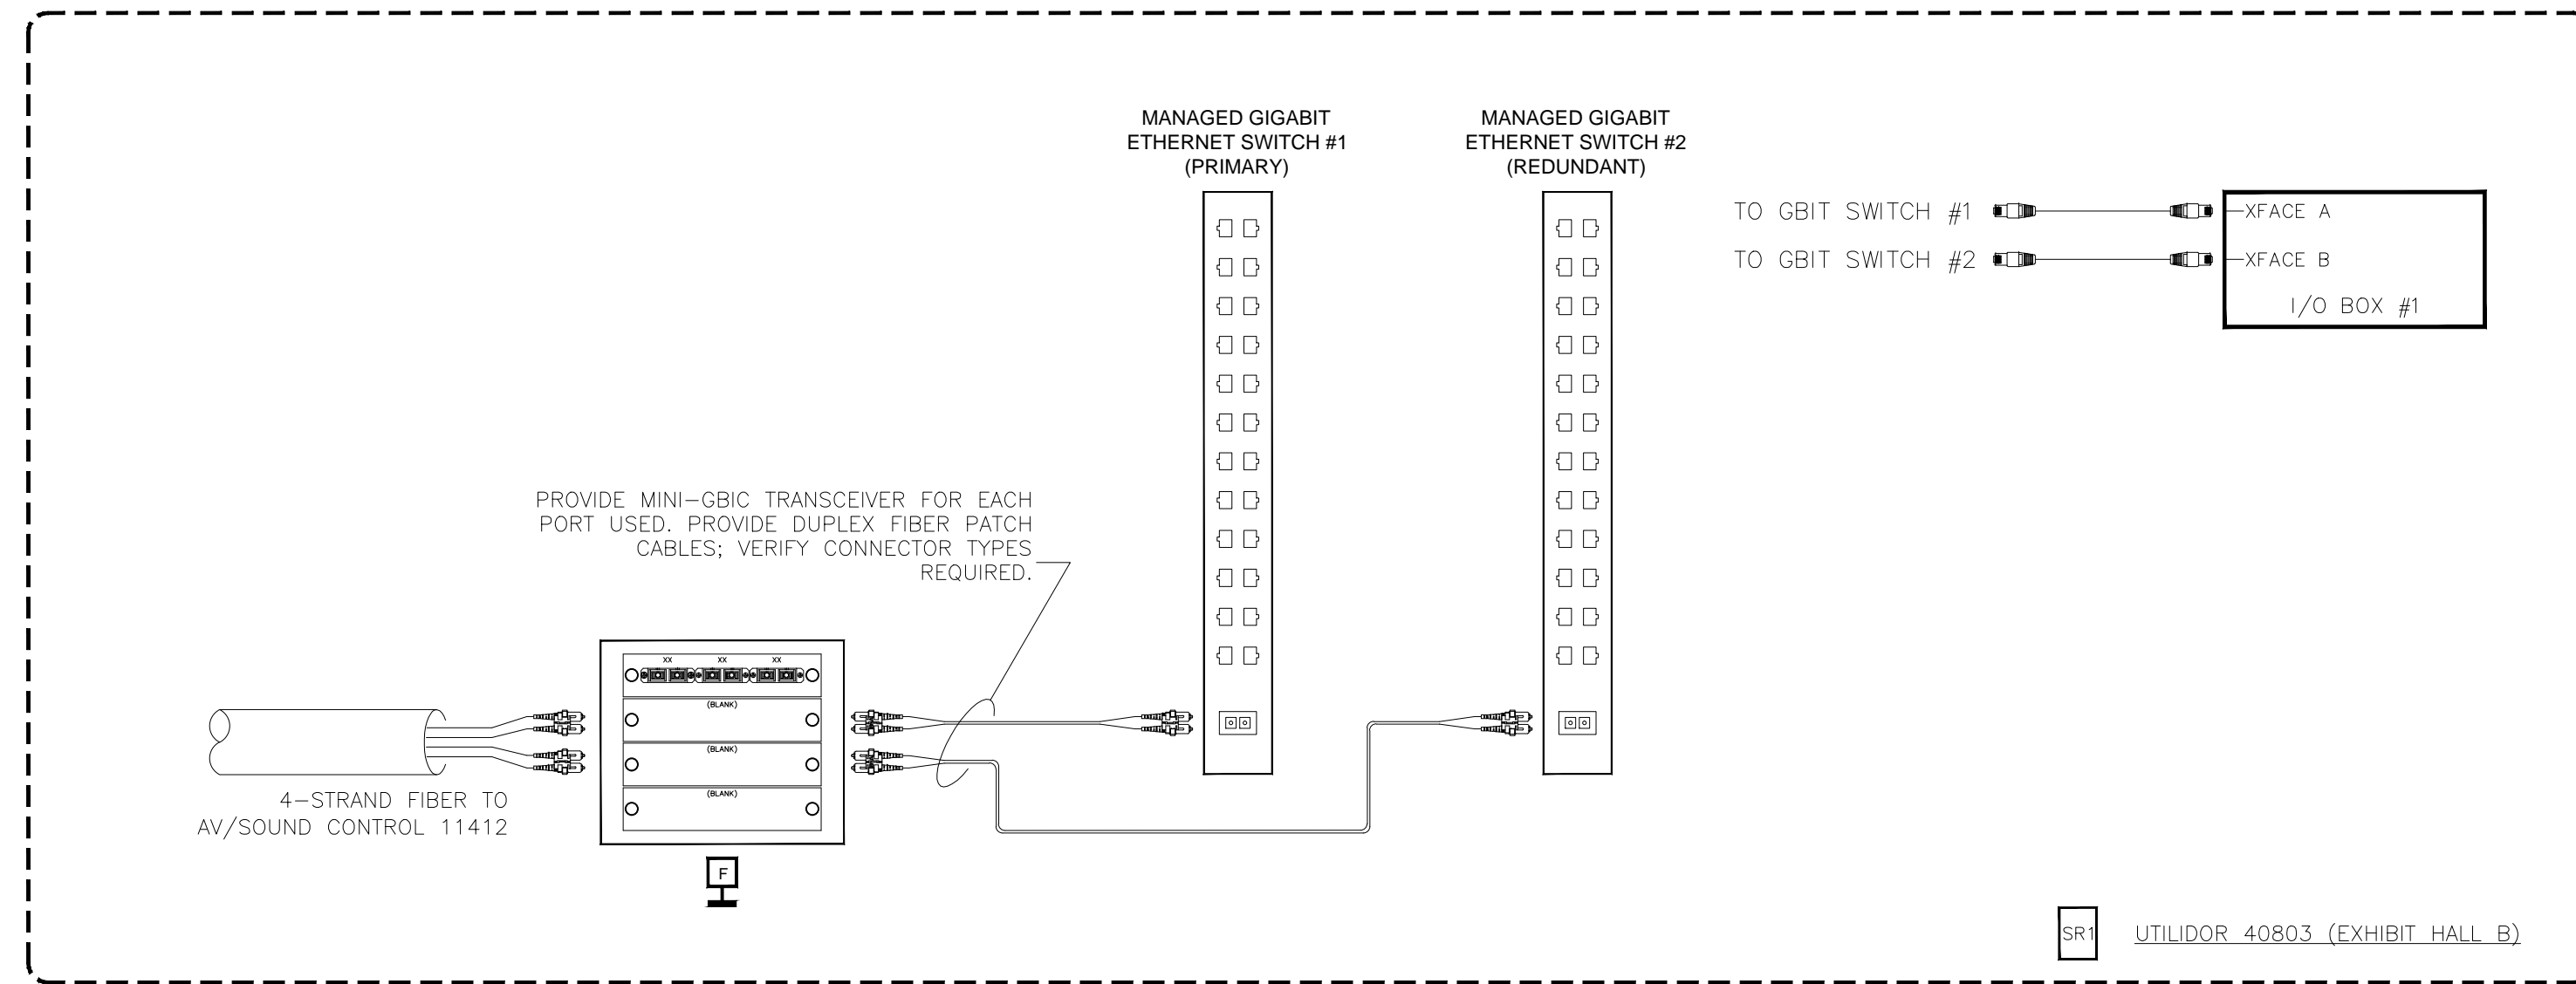 MANAGED GIGABIT
ETHERNET SWITCH #1
(PRIMARY)
MANAGED GIGABIT
ETHERNET SWITCH #2
(REDUNDANT)
TO GBIT SWITCH #1
XFACE A
TO GBIT SWITCH #2
XFACE B
I/O BOX #1
PROVIDE MINI-GBIC TRANSCEIVER FOR EACH
PORT USED. PROVIDE DUPLEX FIBER PATCH
CABLES; VERIFY CONNECTOR TYPES
REQUIRED.
XX XX XX
(BLANK)
(BLANK)
(BLANK)
4-STRAND FIBER TO
AV/SOUND CONTROL 11412
F
SR1
UTILIDOR 40803 (EXHIBIT HALL B)